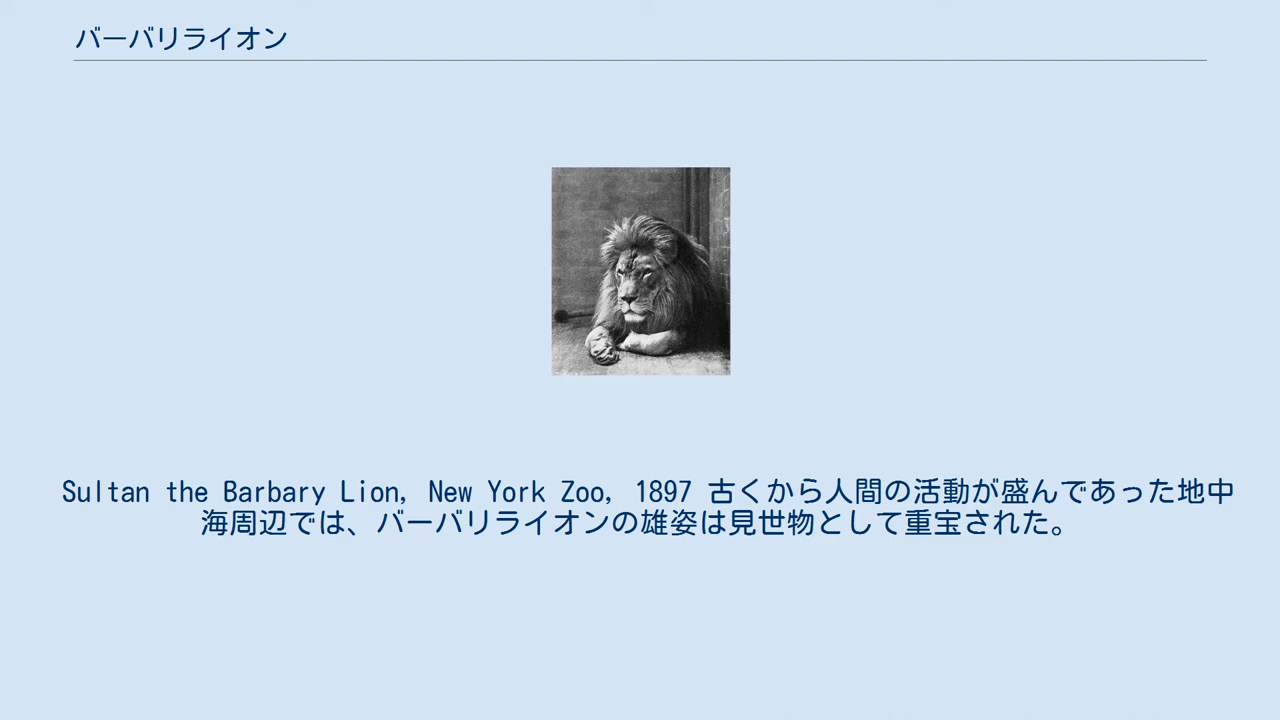 バーバリライオン
Sultan the Barbary Lion, New York Zoo, 1897 古くから人間の活動が盛んであった地中
海周辺では、バーバリライオンの雄姿は見世物として重宝された。